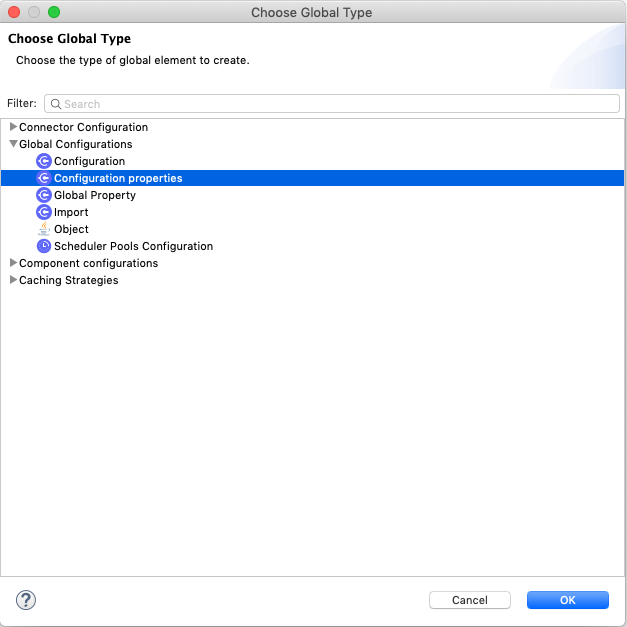 Choose Global Type
Choose Global Type
Choose the type of global element to create.
Filter: Search
Connector Configuration
Global Configurations
Configuration
Configuration properties
Global Property
Import
Object
Scheduler Pools Configuration
Component configurations
Caching Strategies
? Cancel OK